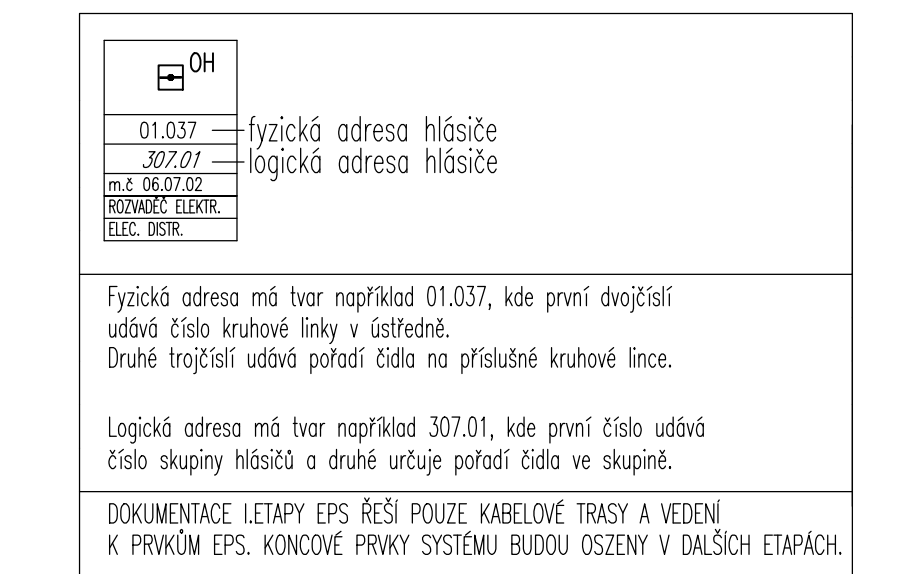 OH
01.037 fyzická adresa hlásiče
307.01 logická adresa hlásiče
m.č 06.07.02
ROZVADĚČ ELEKTR.
ELEC. DISTR.
Fyzická adresa má tvar například 01.037, kde první dvojčíslí
udává číslo kruhové linky v ústředně.
Druhé trojčíslí udává pořadí čidla na příslušné kruhové lince.
Logická adresa má tvar například 307.01, kde první číslo udává
číslo skupiny hlásičů a druhé určuje pořadí čidla ve skupině.
DOKUMENTACE I.ETAPY EPS ŘEŠÍ POUZE KABELOVÉ TRASY A VEDENÍ
K PRVKŮM EPS. KONCOVÉ PRVKY SYSTÉMU BUDOU OSZENY V DALŠÍCH ETAPÁCH.